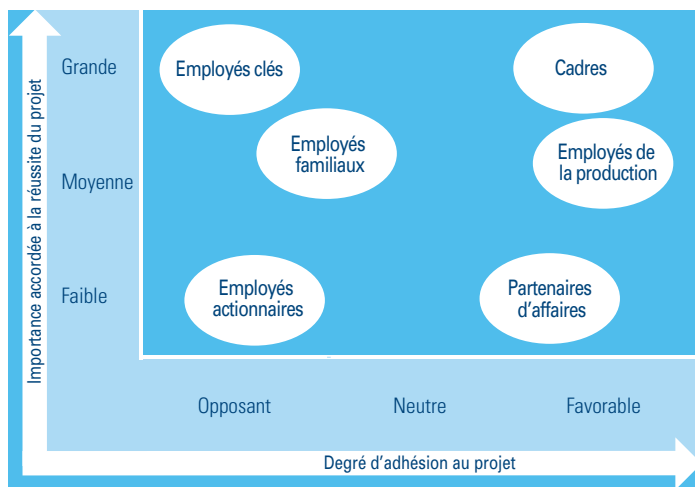 Importance accordée à la réussite du projet
Grande
Moyenne
Faible
Employés clés
Cadres
Employés
familiaux
Employés de
la production
Employés
actionnaires
Partenaires
d'affaires
Opposant
Neutre
Favorable
Degré d'adhésion au projet